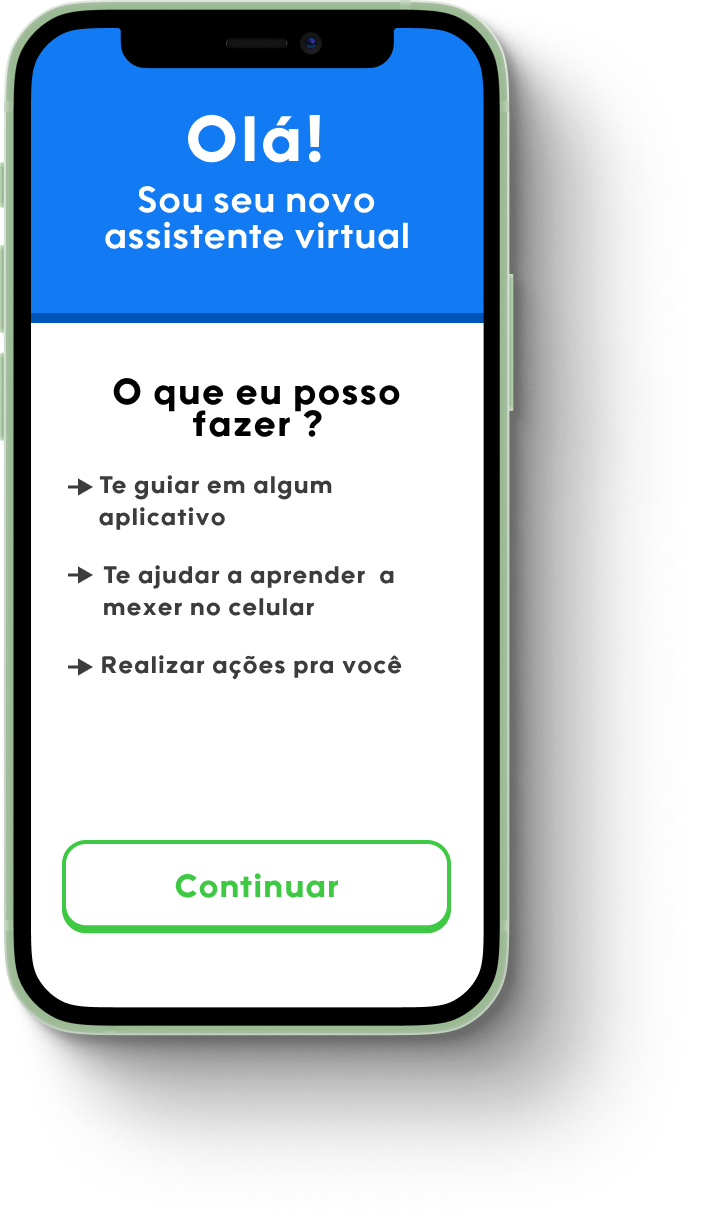 Olá!
Sou seu novo
assistente virtual
O que eu posso
fazer ?
Te guiar em algum
aplicativo
Te ajudar a aprender a
mexer no celular
Realizar ações pra você
Continuar